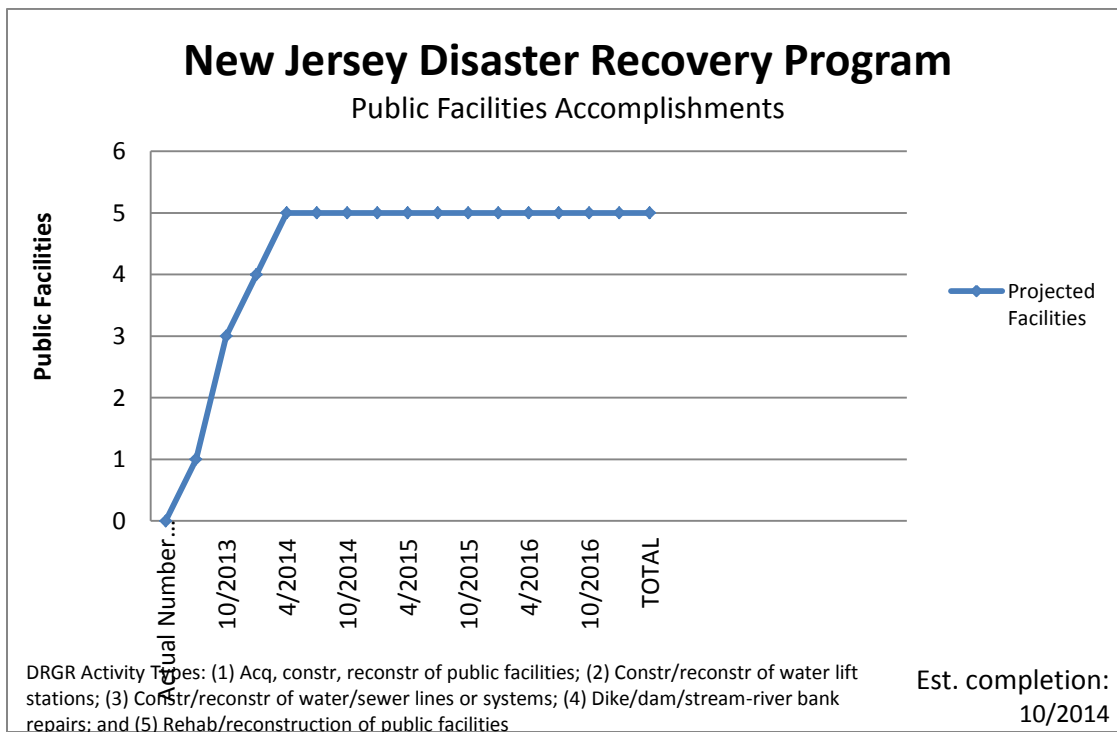 New Jersey Disaster Recovery Program
Public Facilities Accomplishments
Public Facilities
6
5
4
3
2
1
0
Actual Number...
10/2013
4/2014
10/2014
4/2015
10/2015
4/2016
10/2016
TOTAL
Projected
Facilities
DRGR Activity Types: (1) Acq, constr, reconstr of public facilities; (2) Constr/reconstr of water lift
stations; (3) Constr/reconstr of water/sewer lines or systems; (4) Dike/dam/stream-river bank
repairs; and (5) Rehab/reconstruction of public facilities
Est. completion:
10/2014